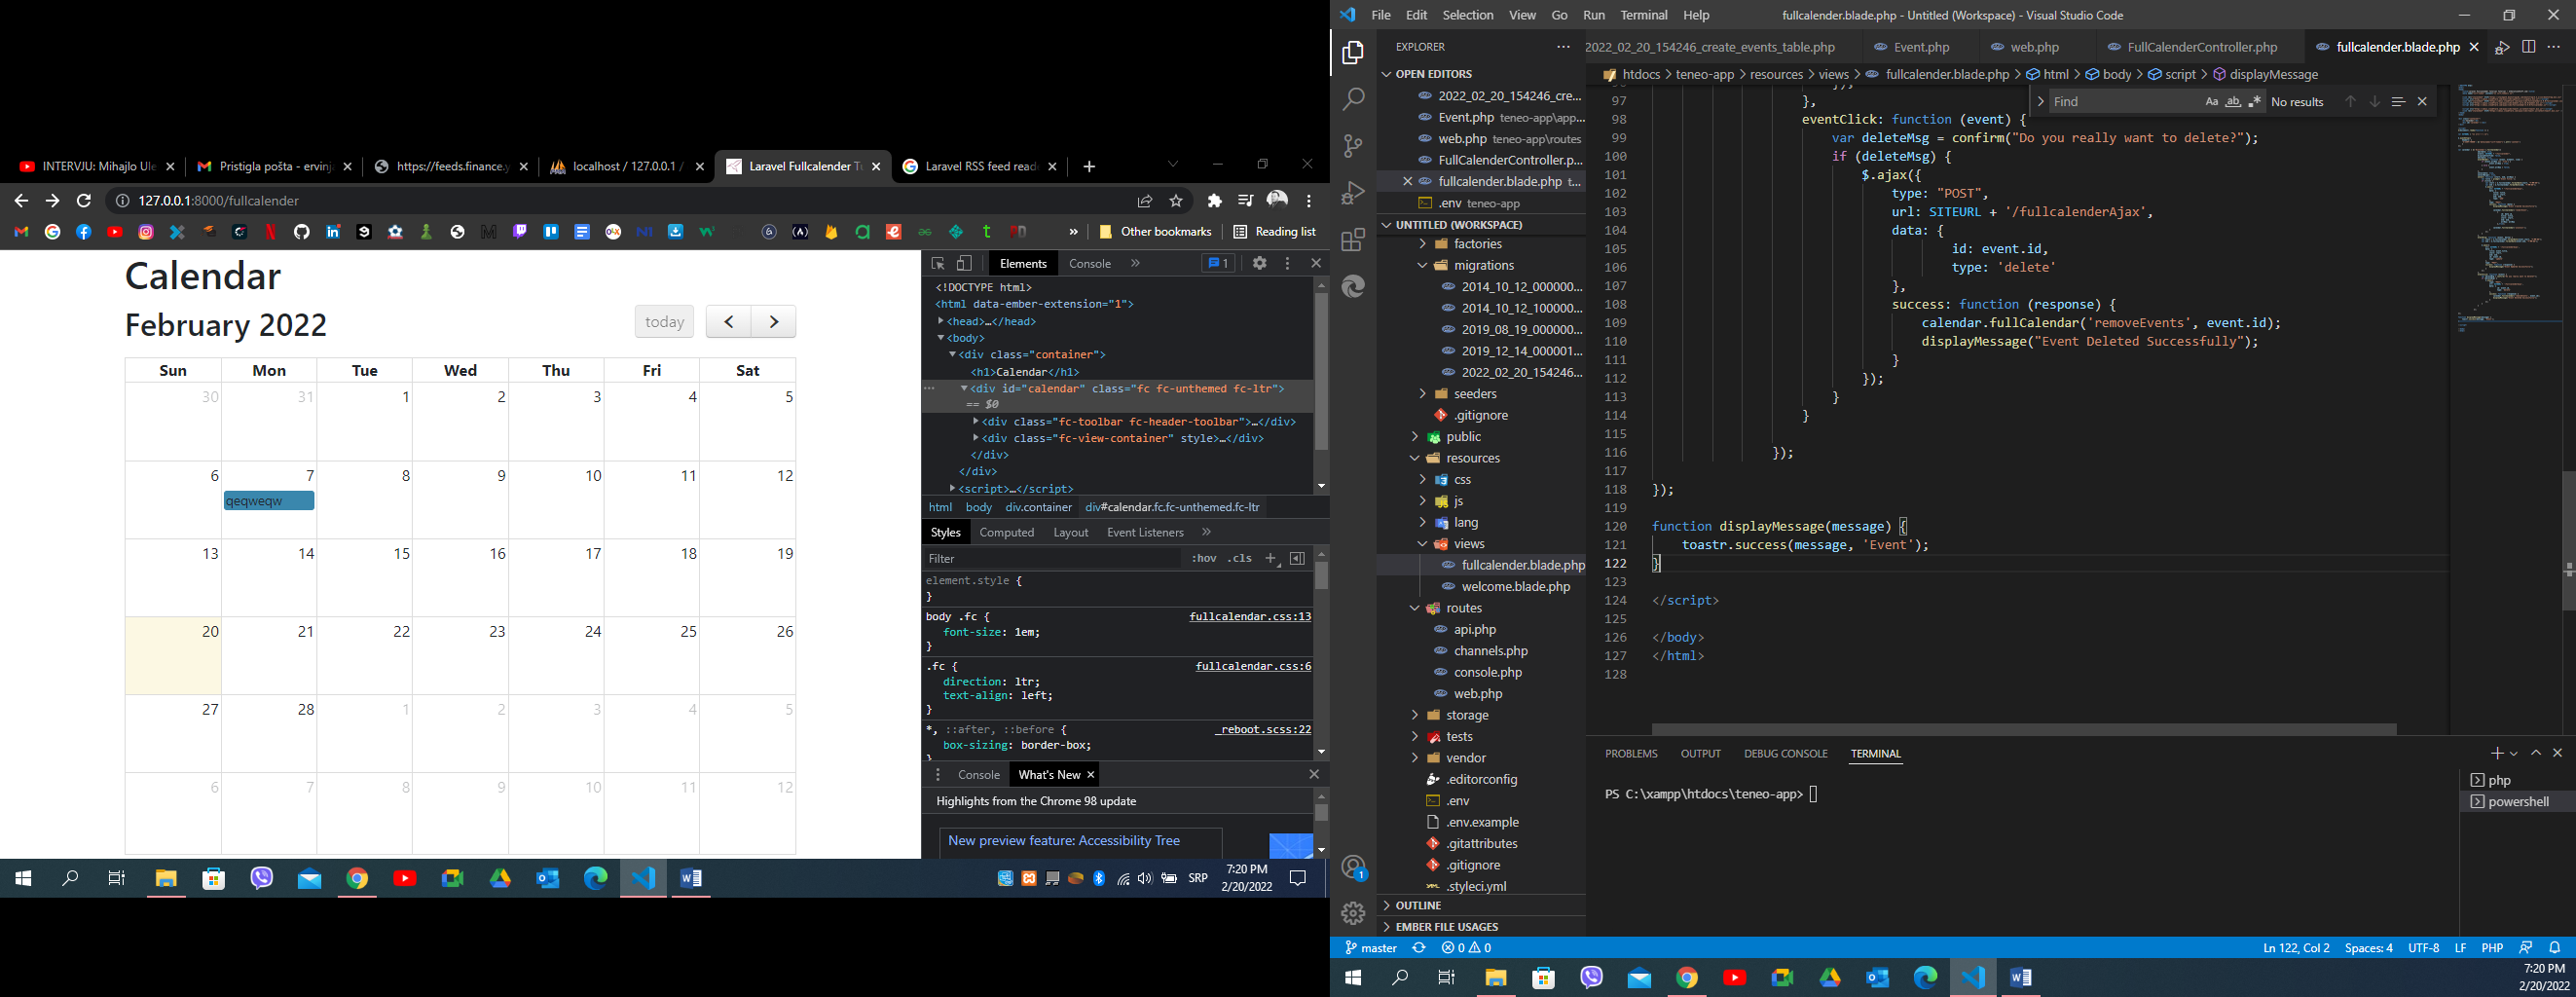 INTERVJU: Mihajlo Ule
Pristigla pošta - ervinj
https://feeds.finance.y
localhost / 127.0.0.1 /
Laravel Fullcalender Tu
Laravel RSS feed reade
127.0.0.1:8000/fullcalender
Other bookmarks
Reading list
Calendar
February 2022
today
Sun Mon Tue Wed Thu Fri Sat
30 31 1 2 3 4 5
6 7 8 9 10 11 12
qeqweqw
13 14 15 16 17 18 19
20 21 22 23 24 25 26
27 28 1 2 3 4 5
6 7 8 9 10 11 12
Elements Console » 1
<!DOCTYPE html>
<html data-ember-extension="1">
<head>…</head>
<body>
<div class="container">
<h1>Calendar</h1>
<div id="calendar" class="fc fc-unthemed fc-ltr">
== $0
<div class="fc-toolbar fc-header-toolbar">…</div>
<div class="fc-view-container" style>…</div>
</div>
</div>
<script>…</script>
html body div.container div#calendar.fc.fc-unthemed.fc-ltr
Styles Computed Layout Event Listeners »
Filter :hov .cls
element.style {
}
body .fc { fullcalendar.css:13
font-size: 1em;
}
.fc { fullcalendar.css:6
direction: ltr;
text-align: left;
}
*, ::after, ::before { _reboot.scss:22
box-sizing: border-box;
}
Console What's New
Highlights from the Chrome 98 update
New preview feature: Accessibility Tree
SRP
7:20 PM
2/20/2022
File Edit Selection View Go Run Terminal Help
fullcalender.blade.php - Untitled (Workspace) - Visual Studio Code
EXPLORER
OPEN EDITORS
2022_02_20_154246_cre...
Event.php teneo-app\app...
web.php teneo-app\routes
FullCalenderController.p...
fullcalender.blade.php t...
.env teneo-app
UNTITLED (WORKSPACE)
factories
migrations
2014_10_12_000000...
2014_10_12_100000...
2019_08_19_000000...
2019_12_14_000001...
2022_02_20_154246...
seeders
.gitignore
public
resources
css
js
lang
views
fullcalender.blade.php
welcome.blade.php
routes
api.php
channels.php
console.php
web.php
storage
tests
vendor
.editorconfig
.env
.env.example
.gitattributes
.gitignore
.styleci.yml
OUTLINE
EMBER FILE USAGES
2022_02_20_154246_create_events_table.php
Event.php
web.php
FullCalenderController.php
fullcalender.blade.php
htdocs > teneo-app > resources > views > fullcalender.blade.php > html > body > script > displayMessage
Find Aa ab No results
96 });
97 },
98 eventClick: function (event) {
99 var deleteMsg = confirm("Do you really want to delete?");
100 if (deleteMsg) {
101 $.ajax({
102 type: "POST",
103 url: SITEURL + '/fullcalenderAjax',
104 data: {
105 id: event.id,
106 type: 'delete'
107 },
108 success: function (response) {
109 calendar.fullCalendar('removeEvents', event.id);
110 displayMessage("Event Deleted Successfully");
111 }
112 });
113 }
114 }
115
116 });
117
118 });
119
120 function displayMessage(message) {
121 toastr.success(message, 'Event');
122 }
123
124 </script>
125
126 </body>
127 </html>
128
PROBLEMS OUTPUT DEBUG CONSOLE TERMINAL
PS C:\xampp\htdocs\teneo-app>
php
powershell
1
master
0 0
Ln 122, Col 2 Spaces: 4 UTF-8 LF PHP
7:20 PM
2/20/2022